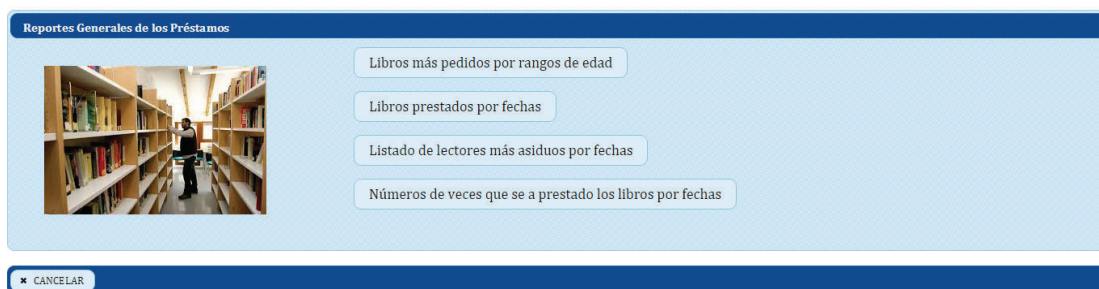 Reportes Generales de los Préstamos
Libros más pedidos por rangos de edad
Libros prestados por fechas
Listado de lectores más asiduos por fechas
Números de veces que se a prestado los libros por fechas
✖ CANCELAR